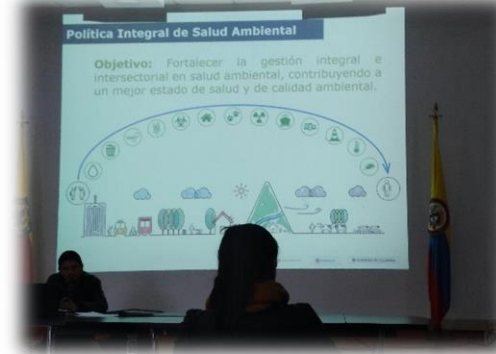 Política Integral de Salud Ambiental
Objetivo: Fortalecer la gestión integral e
intersectorial en salud ambiental, contribuyendo a
un mejor estado de salud y de calidad ambiental.